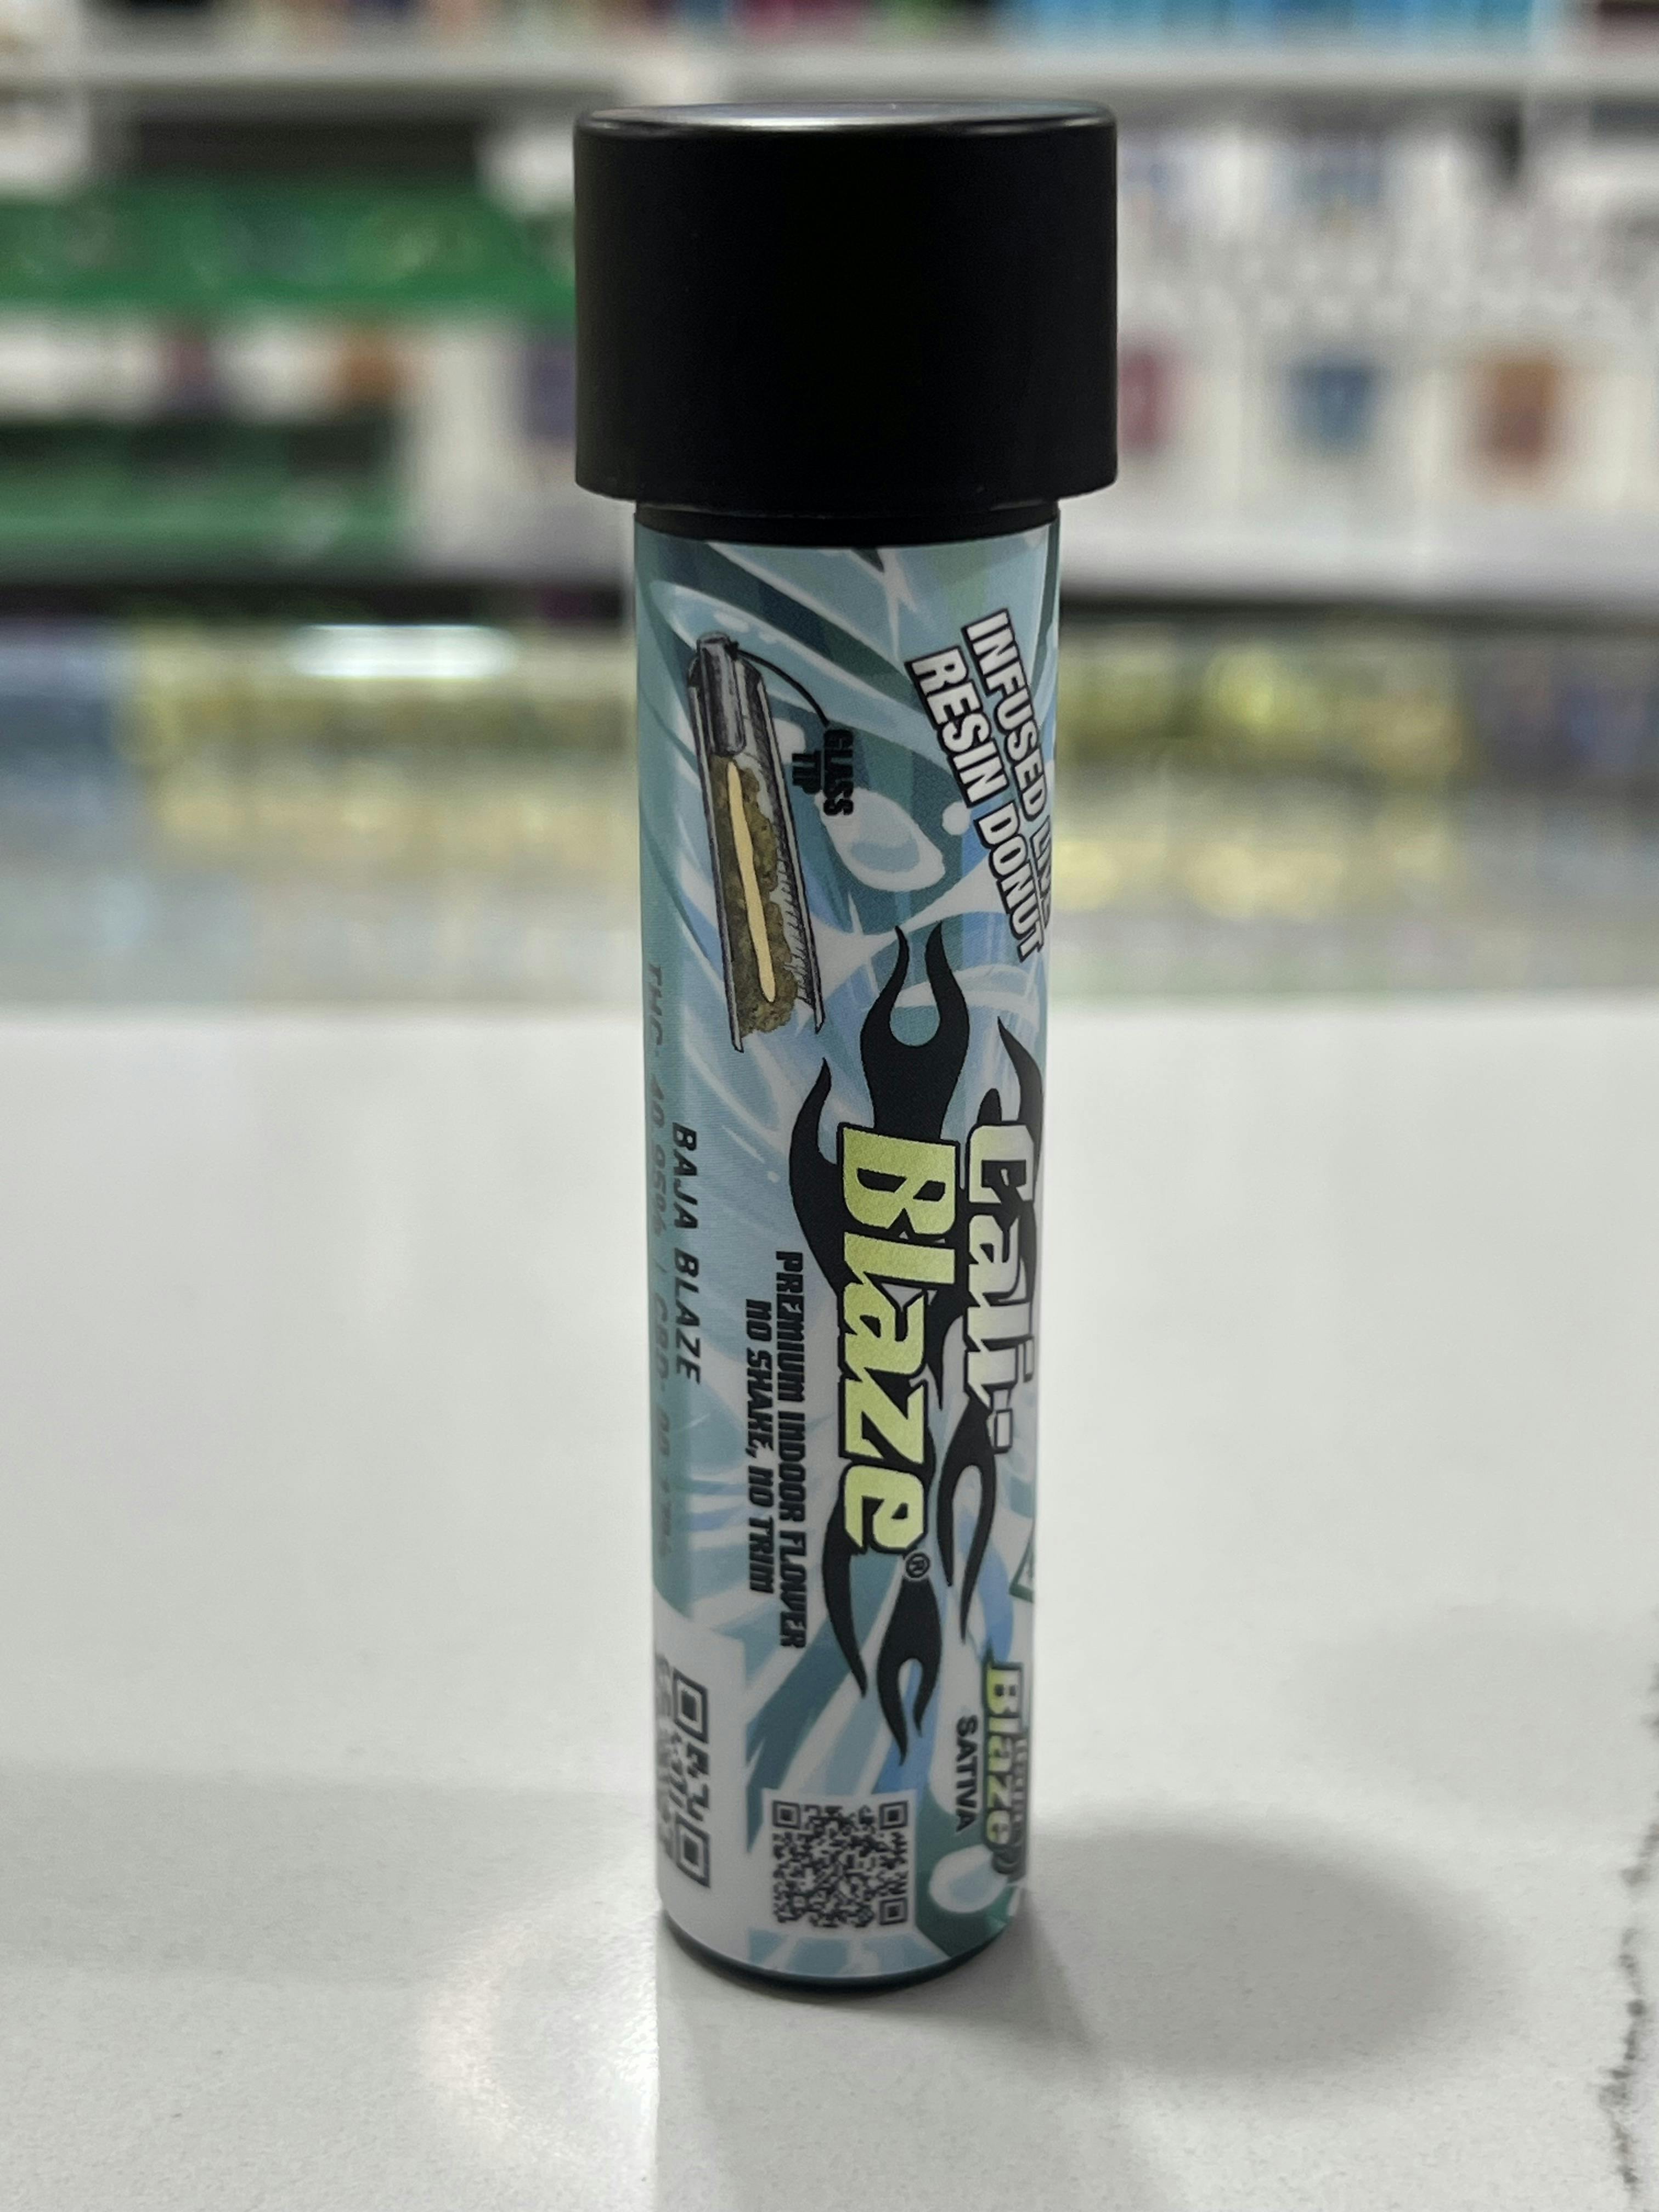 INFUSED LIVE
RESIN DONUT
GLASS
TIP
Cali-
Blaze®
PREMIUM INDOOR FLOWER
NO SHAKE, NO TRIM
BAJA BLAZE
Blaze
SATIVA